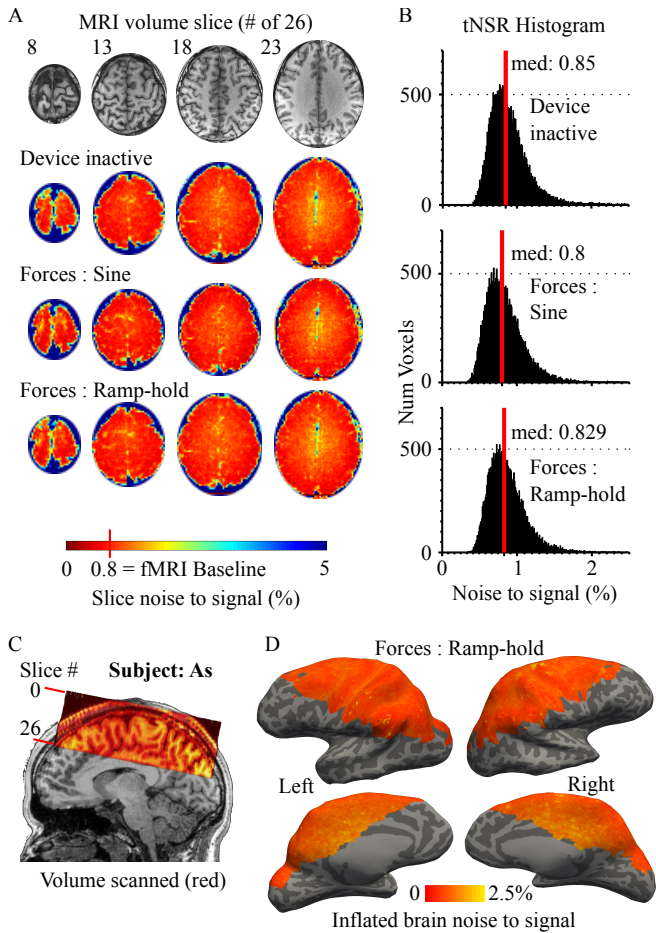 A
MRI volume slice (# of 26)
8 13 18 23
Device inactive
Forces : Sine
Forces : Ramp-hold
0 0.8 = fMRI Baseline 5
Slice noise to signal (%)
B
tNSR Histogram
med: 0.85
500
Device
inactive
0
med: 0.8
500
Forces :
Sine
0
Num Voxels
med: 0.829
500
Forces :
Ramp-hold
0
0 1 2
Noise to signal (%)
C
Slice # Subject: As
0
26
Volume scanned (red)
D
Forces : Ramp-hold
Left Right
0 2.5%
Inflated brain noise to signal